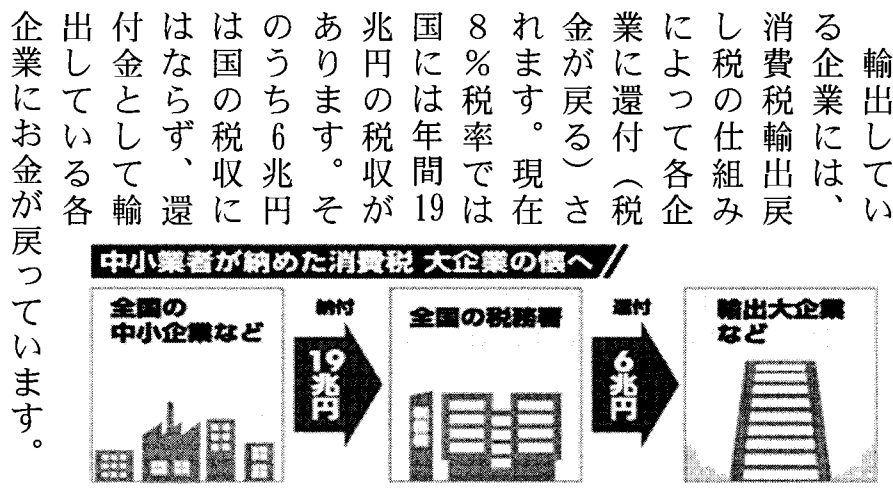 輸出してい
る企業には、
消費税輸出戻
し税の仕組み
によって各企
業に還付（税
金が戻る）さ
れます。現在
8％税率では
国には年間19
兆円の税収が
あります。そ
のうち6兆円
は国の税収に
はならず、還
付金として輸
出している各
企業にお金が戻っています。
中小業者が納めた消費税 大企業の懐へ
全国の
中小企業など
納付
19
兆円
全国の税務署
還付
6
兆円
輸出大企業
など